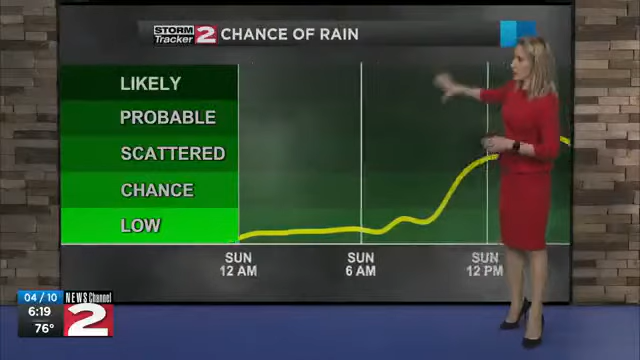 STORM
Tracker 2 CHANCE OF RAIN
LIKELY
PROBABLE
SCATTERED
CHANCE
LOW
SUN
12 AM
SUN
6 AM
SUN
12 PM
04 / 10
6:19
76°
NEWS Channel
2